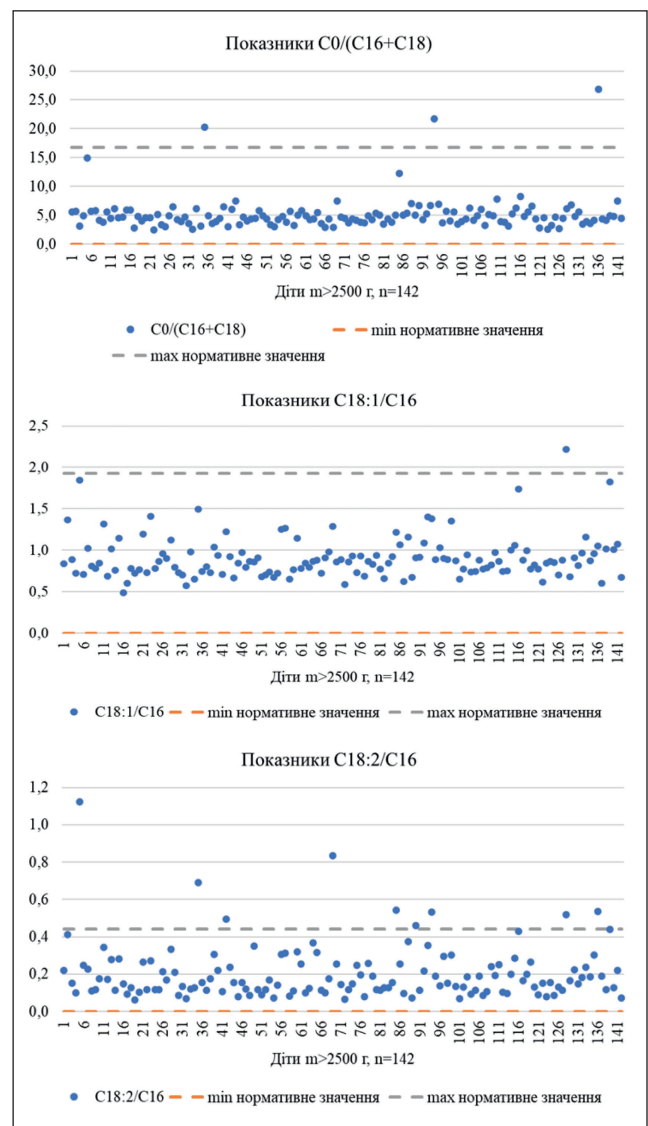 Показники C0/(C16+C18)
30,0
25,0
20,0
15,0
10,0
5,0
0,0
1 6 11 16 21 26 31 36 41 46 51 56 61 66 71 76 81 86 91 96 101 106 111 116 121 126 131 136 141
Діти m>2500 г, n=142
C0/(C16+C18) min нормативне значення
max нормативне значення
Показники C18:1/C16
2,5
2,0
1,5
1,0
0,5
0,0
1 6 11 16 21 26 31 36 41 46 51 56 61 66 71 76 81 86 91 96 101 106 111 116 121 126 131 136 141
Діти m>2500 г, n=142
C18:1/C16 min нормативне значення max нормативне значення
Показники C18:2/C16
1,2
1,0
0,8
0,6
0,4
0,2
0,0
1 6 11 16 21 26 31 36 41 46 51 56 61 66 71 76 81 86 91 96 101 106 111 116 121 126 131 136 141
Діти m>2500 г, n=142
C18:2/C16 min нормативне значення max нормативне значення